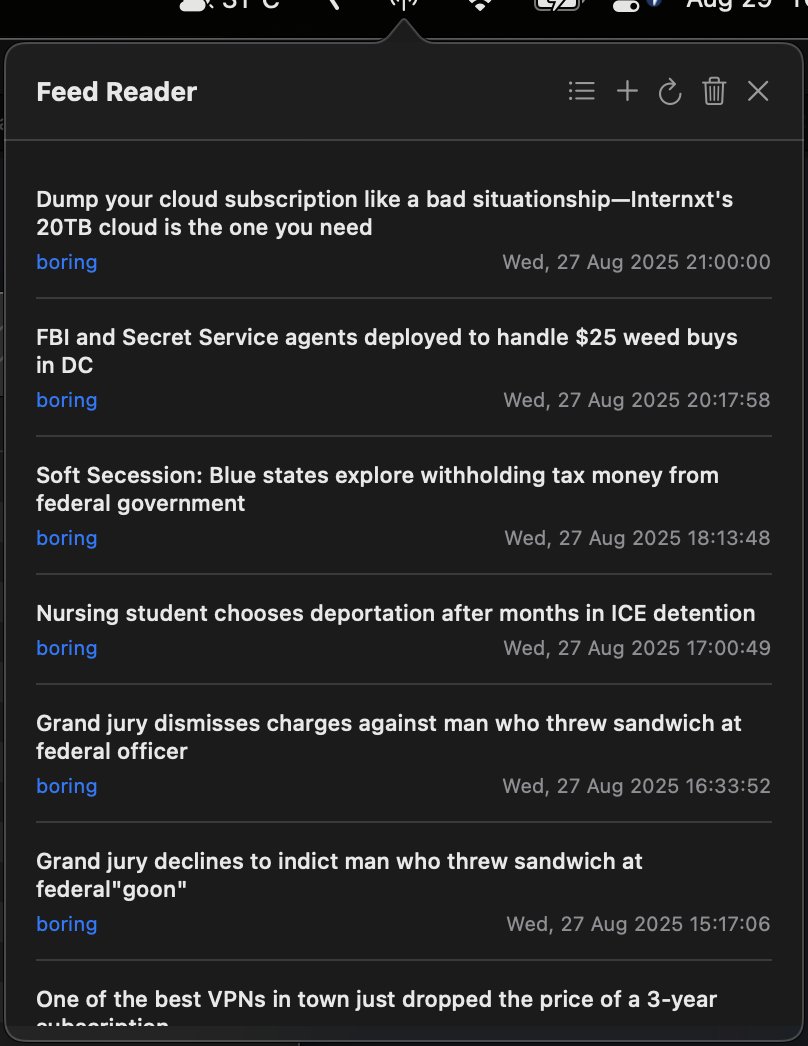 31°C
Aug 29
Feed Reader
Dump your cloud subscription like a bad situationship—Internxt's
20TB cloud is the one you need
boring
Wed, 27 Aug 2025 21:00:00
FBI and Secret Service agents deployed to handle $25 weed buys
in DC
boring
Wed, 27 Aug 2025 20:17:58
Soft Secession: Blue states explore withholding tax money from
federal government
boring
Wed, 27 Aug 2025 18:13:48
Nursing student chooses deportation after months in ICE detention
boring
Wed, 27 Aug 2025 17:00:49
Grand jury dismisses charges against man who threw sandwich at
federal officer
boring
Wed, 27 Aug 2025 16:33:52
Grand jury declines to indict man who threw sandwich at
federal"goon"
boring
Wed, 27 Aug 2025 15:17:06
One of the best VPNs in town just dropped the price of a 3-year
subscription